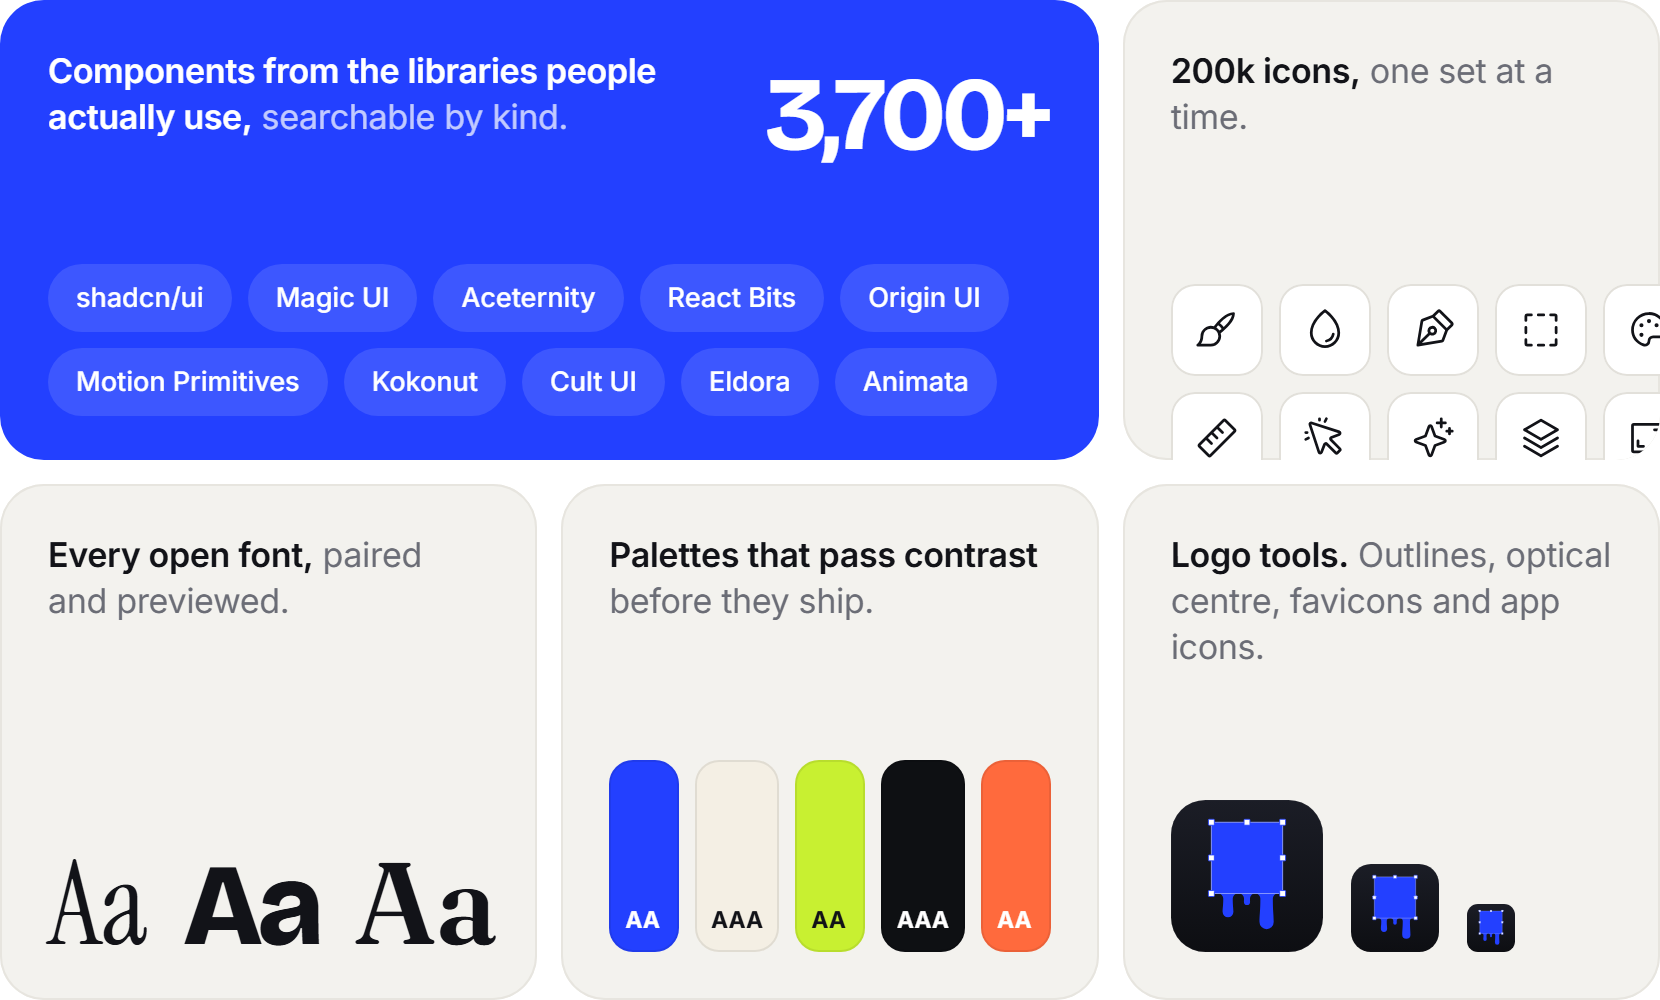 Components from the libraries people
actually use, searchable by kind.
3,700+
shadcn/ui Magic UI Aceternity React Bits Origin UI
Motion Primitives Kokonut Cult UI Eldora Animata
200k icons, one set at a
time.
Every open font, paired
and previewed.
Aa Aa Aa
Palettes that pass contrast
before they ship.
AA AAA AA AAA AA
Logo tools. Outlines, optical
centre, favicons and app
icons.